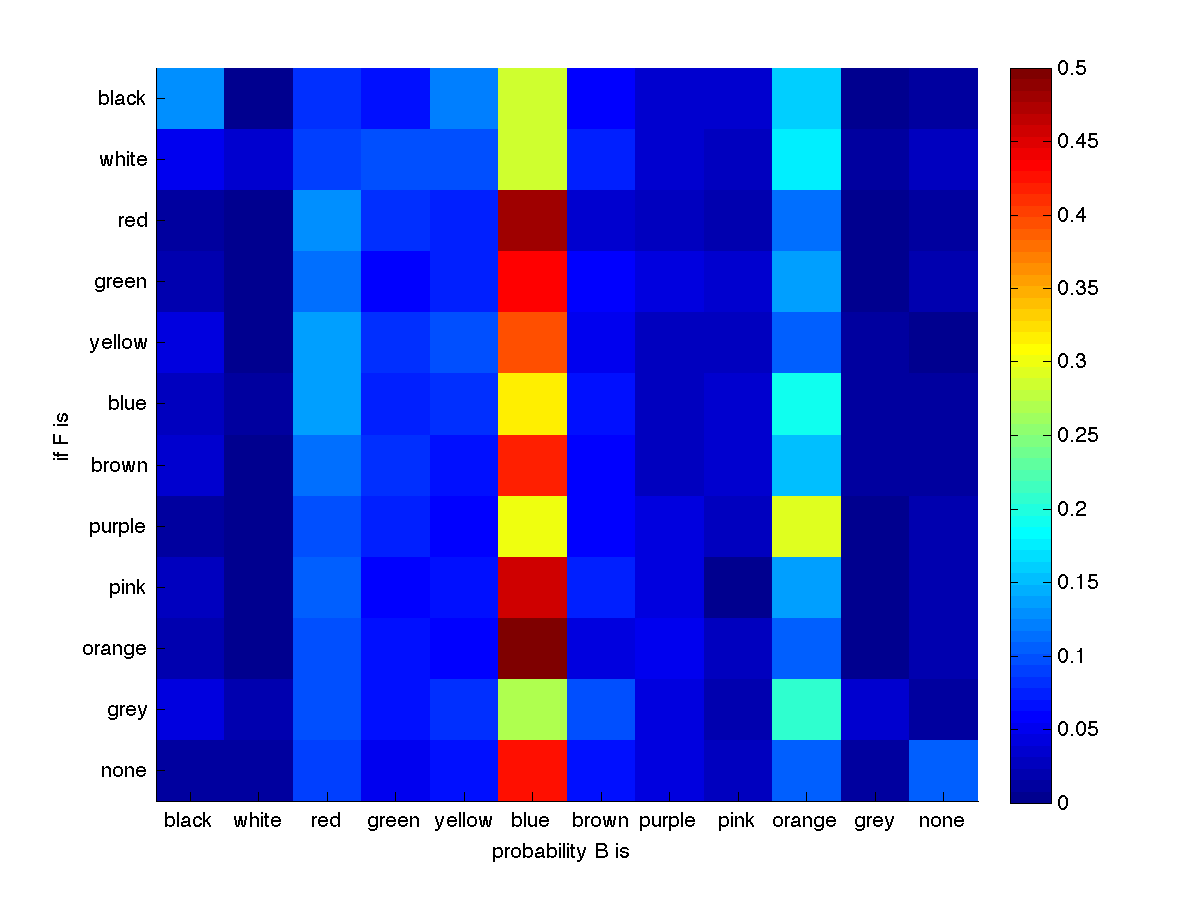 black
white
red
green
yellow
blue
brown
purple
pink
orange
grey
none
if F is
black white red green yellow blue brown purple pink orange grey none
probability B is
0.5
0.45
0.4
0.35
0.3
0.25
0.2
0.15
0.1
0.05
0